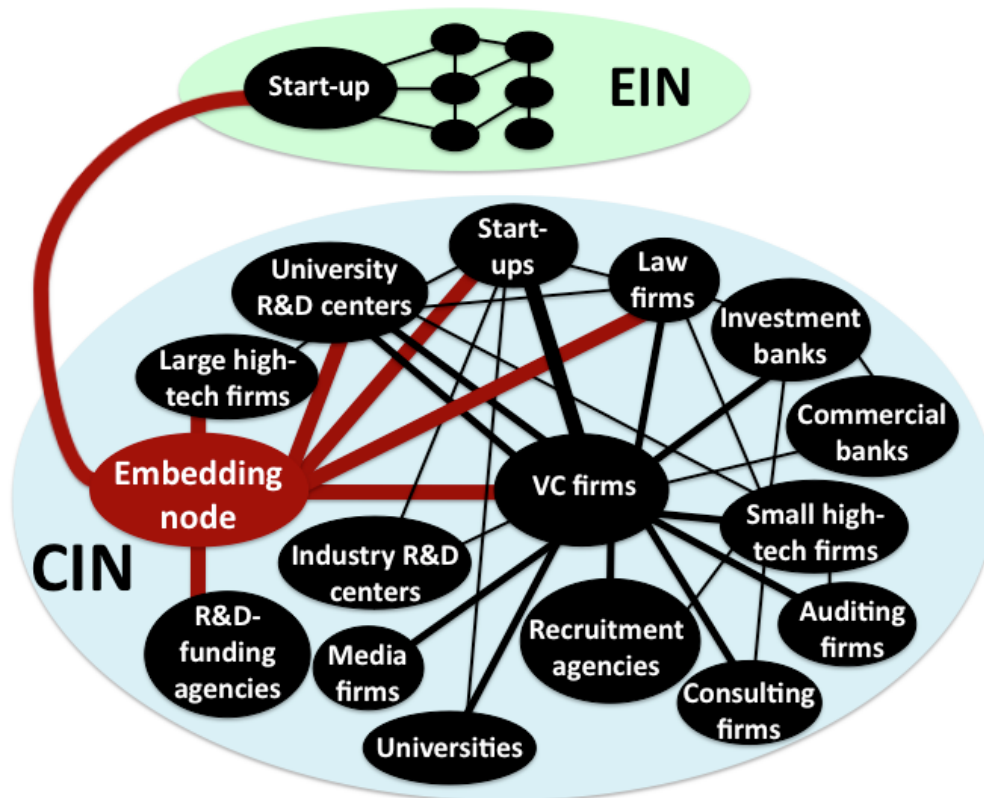 Start-up
EIN
Start-
ups
University
R&D centers
Law
firms
Investment
banks
Large high-
tech firms
Commercial
banks
Embedding
node
VC firms
Small high-
tech firms
CIN
Industry R&D
centers
R&D-
funding
agencies
Media
firms
Recruitment
agencies
Auditing
firms
Consulting
firms
Universities